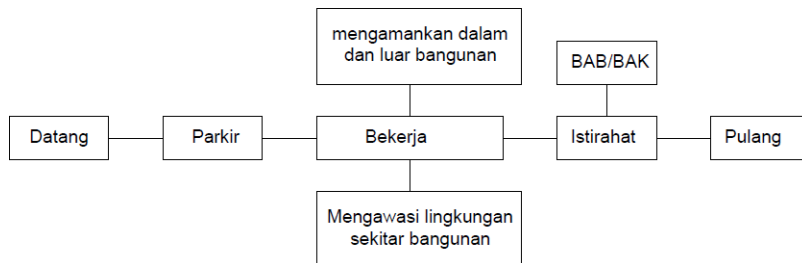 mengamankan dalam
dan luar bangunan
BAB/BAK
Datang
Parkir
Bekerja
Istirahat
Pulang
Mengawasi lingkungan
sekitar bangunan